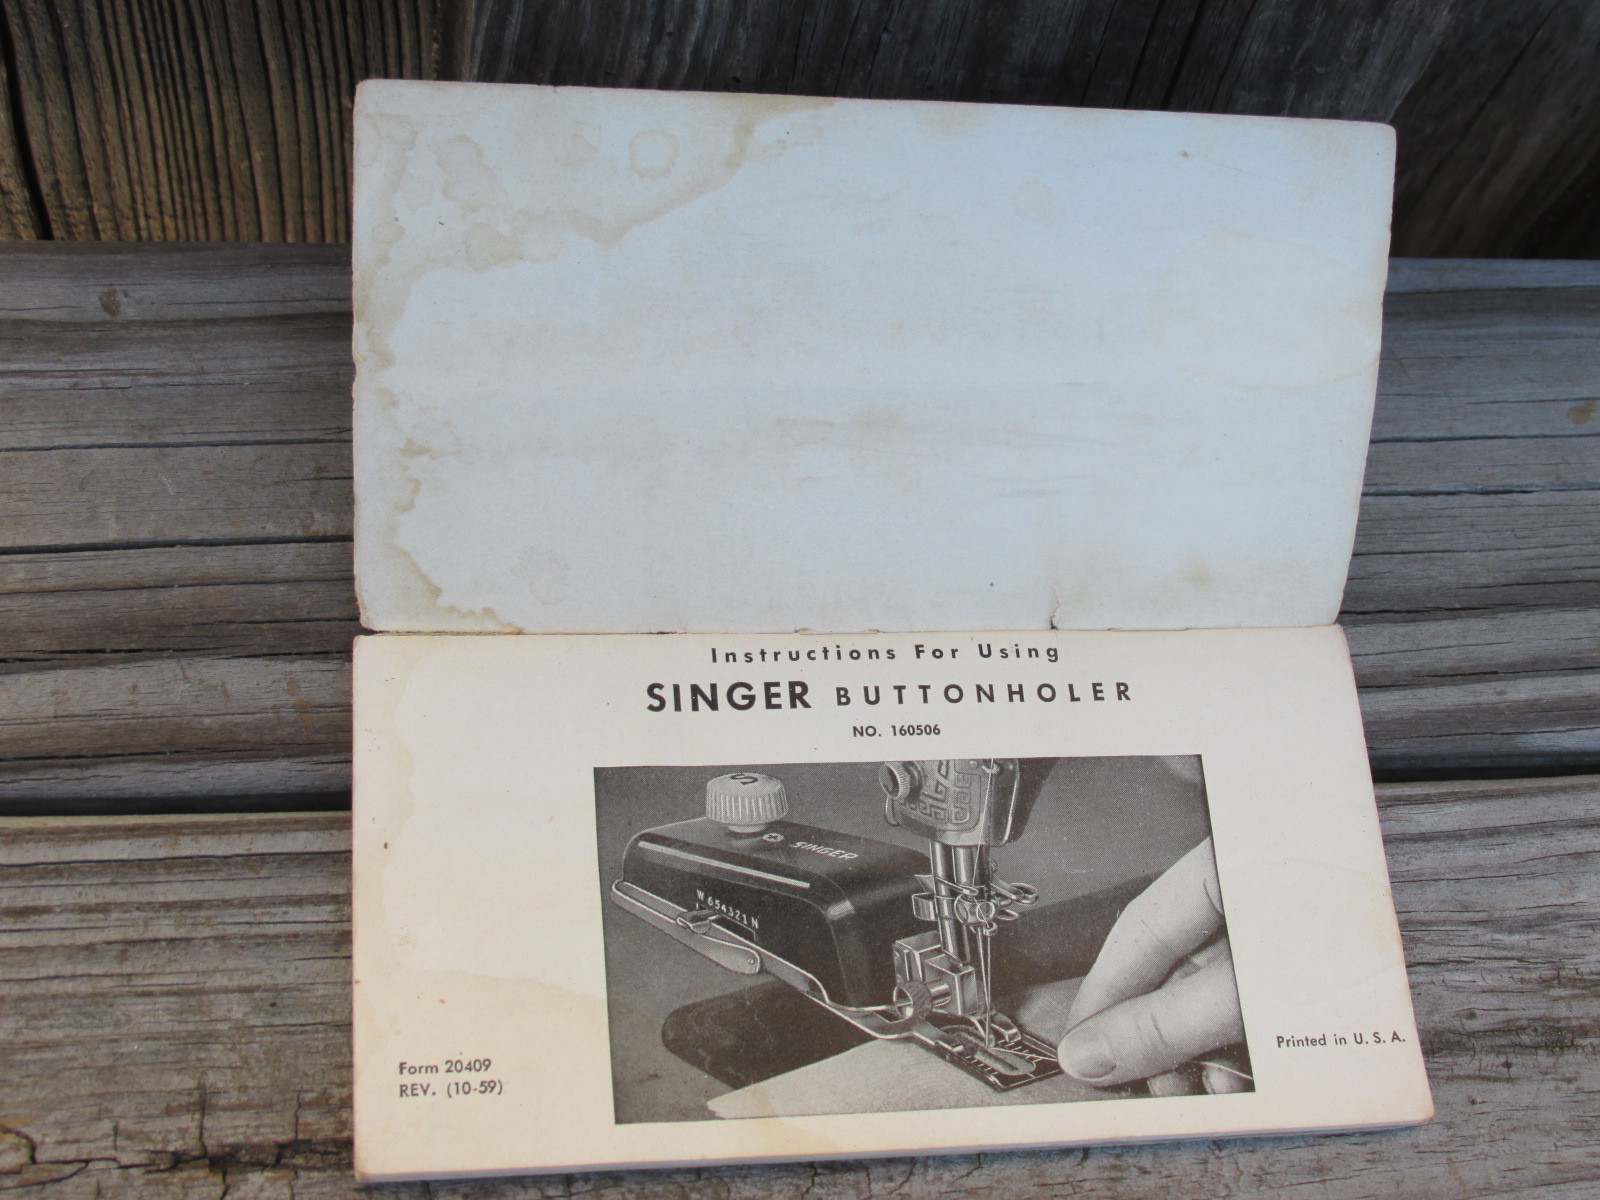 Instructions For Using
SINGER BUTTONHOLER
NO. 160506
S
SINGER
W 654321 N
Form 20409
REV. (10-59)
Printed in U. S. A.